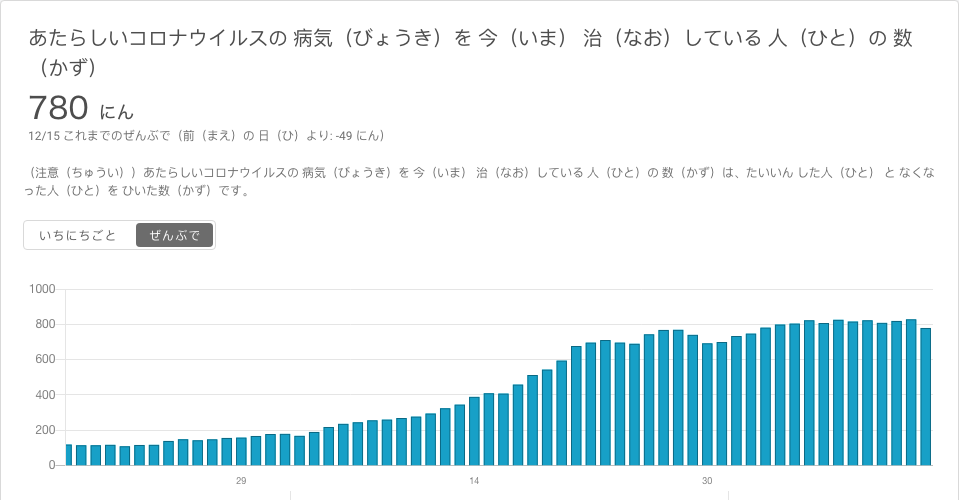 あたらしいコロナウイルスの 病気（びょうき）を 今（いま） 治（なお）している 人（ひと）の 数
（かず）
780 にん
12/15 これまでのぜんぶで（前（まえ）の 日（ひ）より: -49 にん）
（注意（ちゅうい））あたらしいコロナウイルスの 病気（びょうき）を 今（いま） 治（なお）している 人（ひと）の 数（かず）は、たいいん した人（ひと） と なくな
った人（ひと）を ひいた数（かず）です。
いちにちごと ぜんぶで
1000
800
600
400
200
0
29 14 30